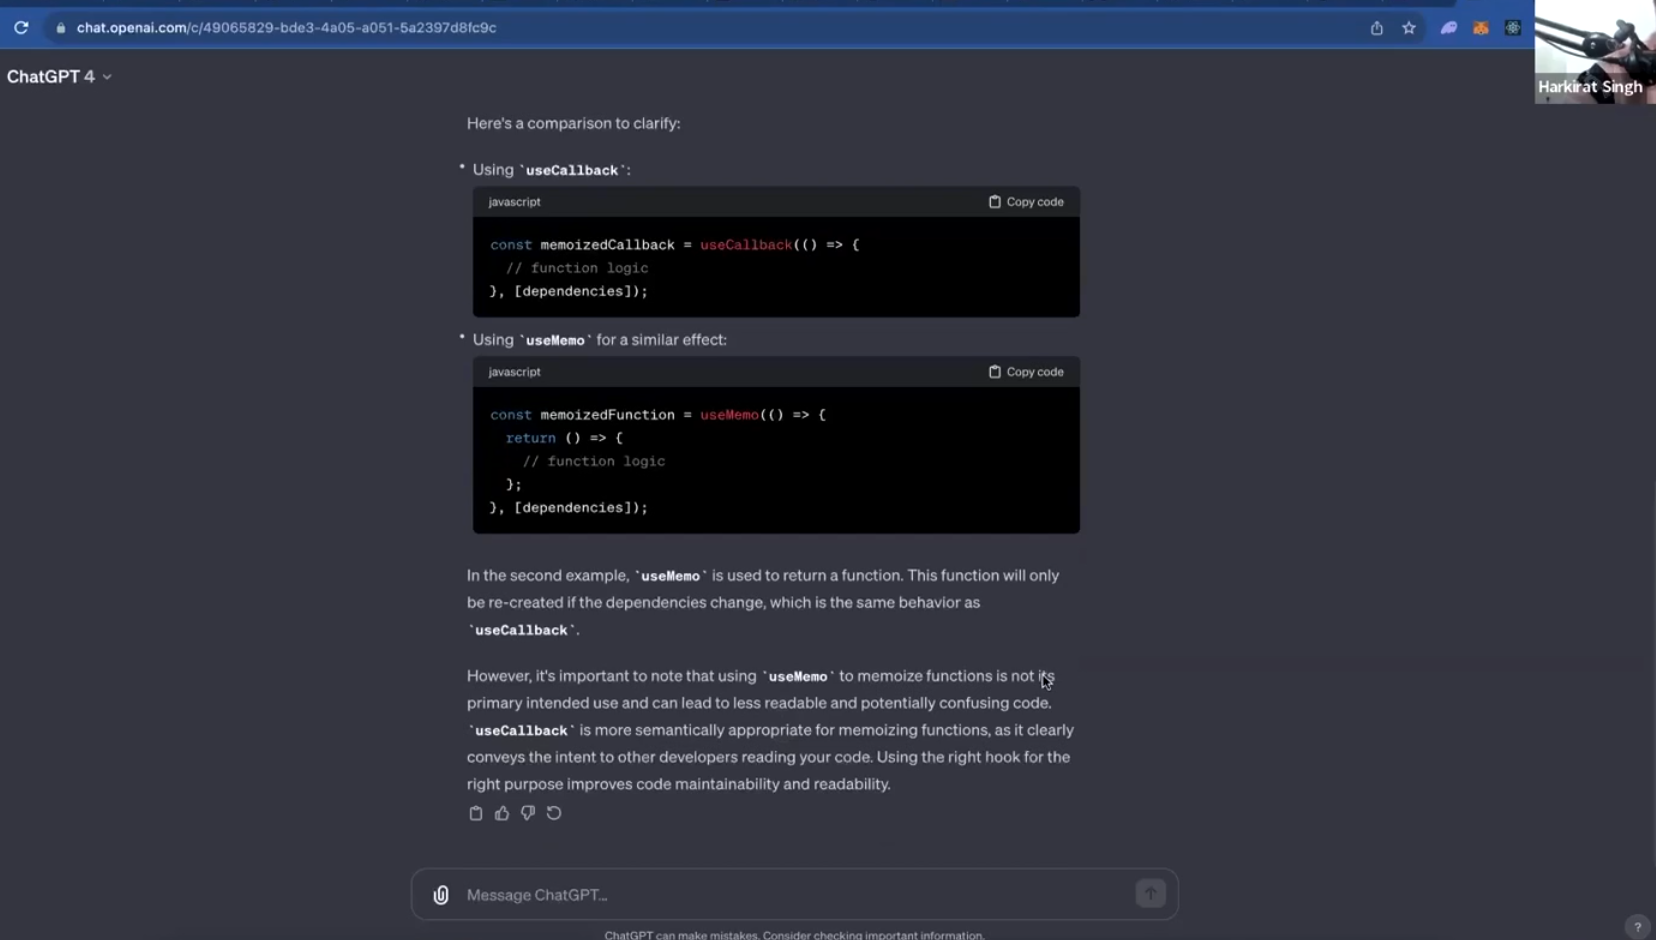 chat.openai.com/c/49065829-bde3-4a05-a051-5a2397d8fc9c
Harkirat Singh
ChatGPT 4
Here's a comparison to clarify:
• Using `useCallback`:
javascript
Copy code
const memoizedCallback = useCallback(() => {
// function logic
}, [dependencies]);
• Using `useMemo` for a similar effect:
javascript
Copy code
const memoizedFunction = useMemo(() => {
return () => {
// function logic
};
}, [dependencies]);
In the second example, `useMemo` is used to return a function. This function will only
be re-created if the dependencies change, which is the same behavior as
`useCallback`.
However, it's important to note that using `useMemo` to memoize functions is not its
primary intended use and can lead to less readable and potentially confusing code.
`useCallback` is more semantically appropriate for memoizing functions, as it clearly
conveys the intent to other developers reading your code. Using the right hook for the
right purpose improves code maintainability and readability.
Message ChatGPT...
?
ChatGPT can make mistakes. Consider checking important information.